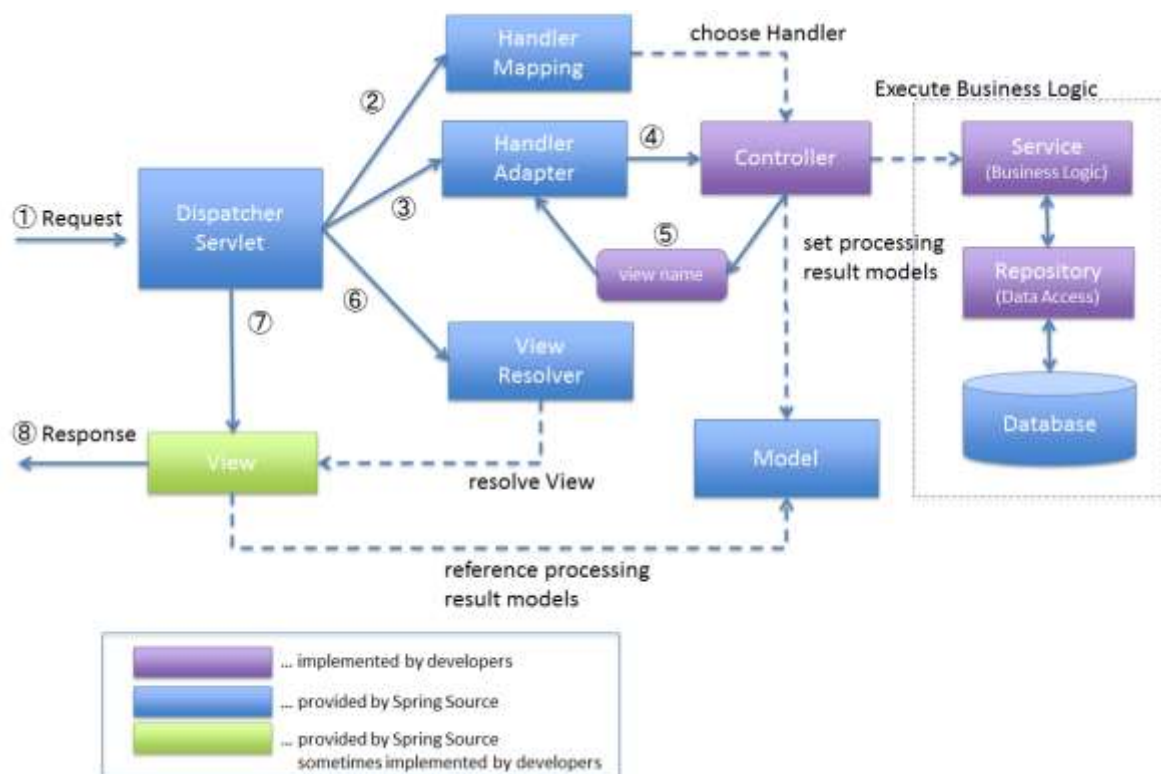 Handler
Mapping
choose Handler
②
Execute Business Logic
Handler
Adapter
④
Controller
Service
(Business Logic)
① Request
Dispatcher
Servlet
③
⑤
view name
set processing
result models
Repository
(Data Access)
⑥
⑦
View
Resolver
Database
⑧ Response
View
resolve View
Model
reference processing
result models
... implemented by developers
... provided by Spring Source
... provided by Spring Source
sometimes implemented by developers